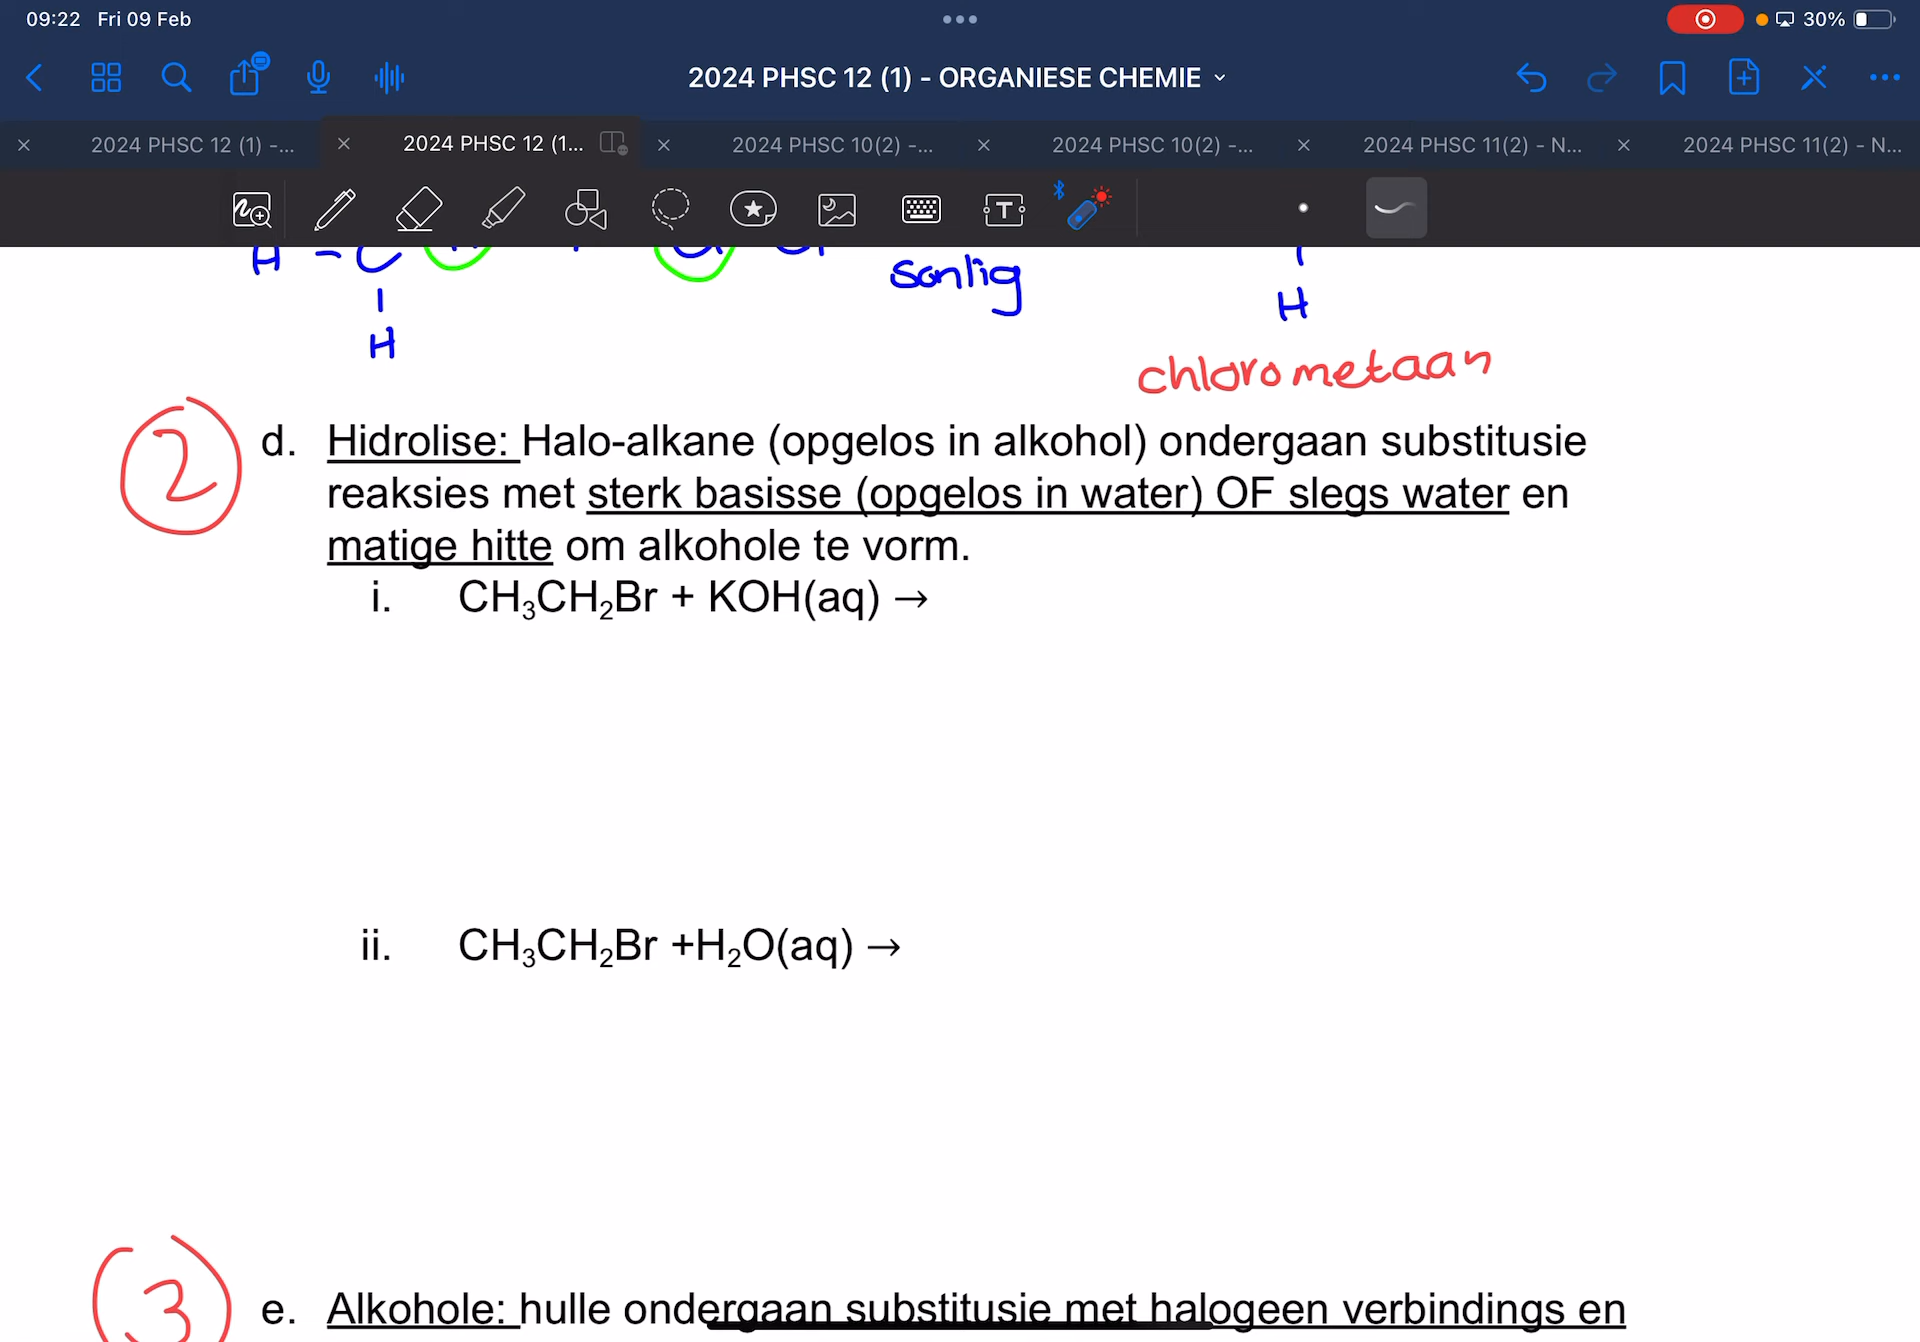 09:22 Fri 09 Feb
30%
2024 PHSC 12 (1) - ORGANIESE CHEMIE
2024 PHSC 12 (1) -... 2024 PHSC 12 (1... 2024 PHSC 10(2) -... 2024 PHSC 10(2) -... 2024 PHSC 11(2) - N... 2024 PHSC 11(2) - N...
H - C
sonlig
H
H
chlorometaan
2
d. Hidrolise: Halo-alkane (opgelos in alkohol) ondergaan substitusie
reaksies met sterk basisse (opgelos in water) OF slegs water en
matige hitte om alkohole te vorm.
i. CH₃CH₂Br + KOH(aq) →
ii. CH₃CH₂Br +H₂O(aq) →
3
e. Alkohole: hulle ondergaan substitusie met halogeen verbindings en